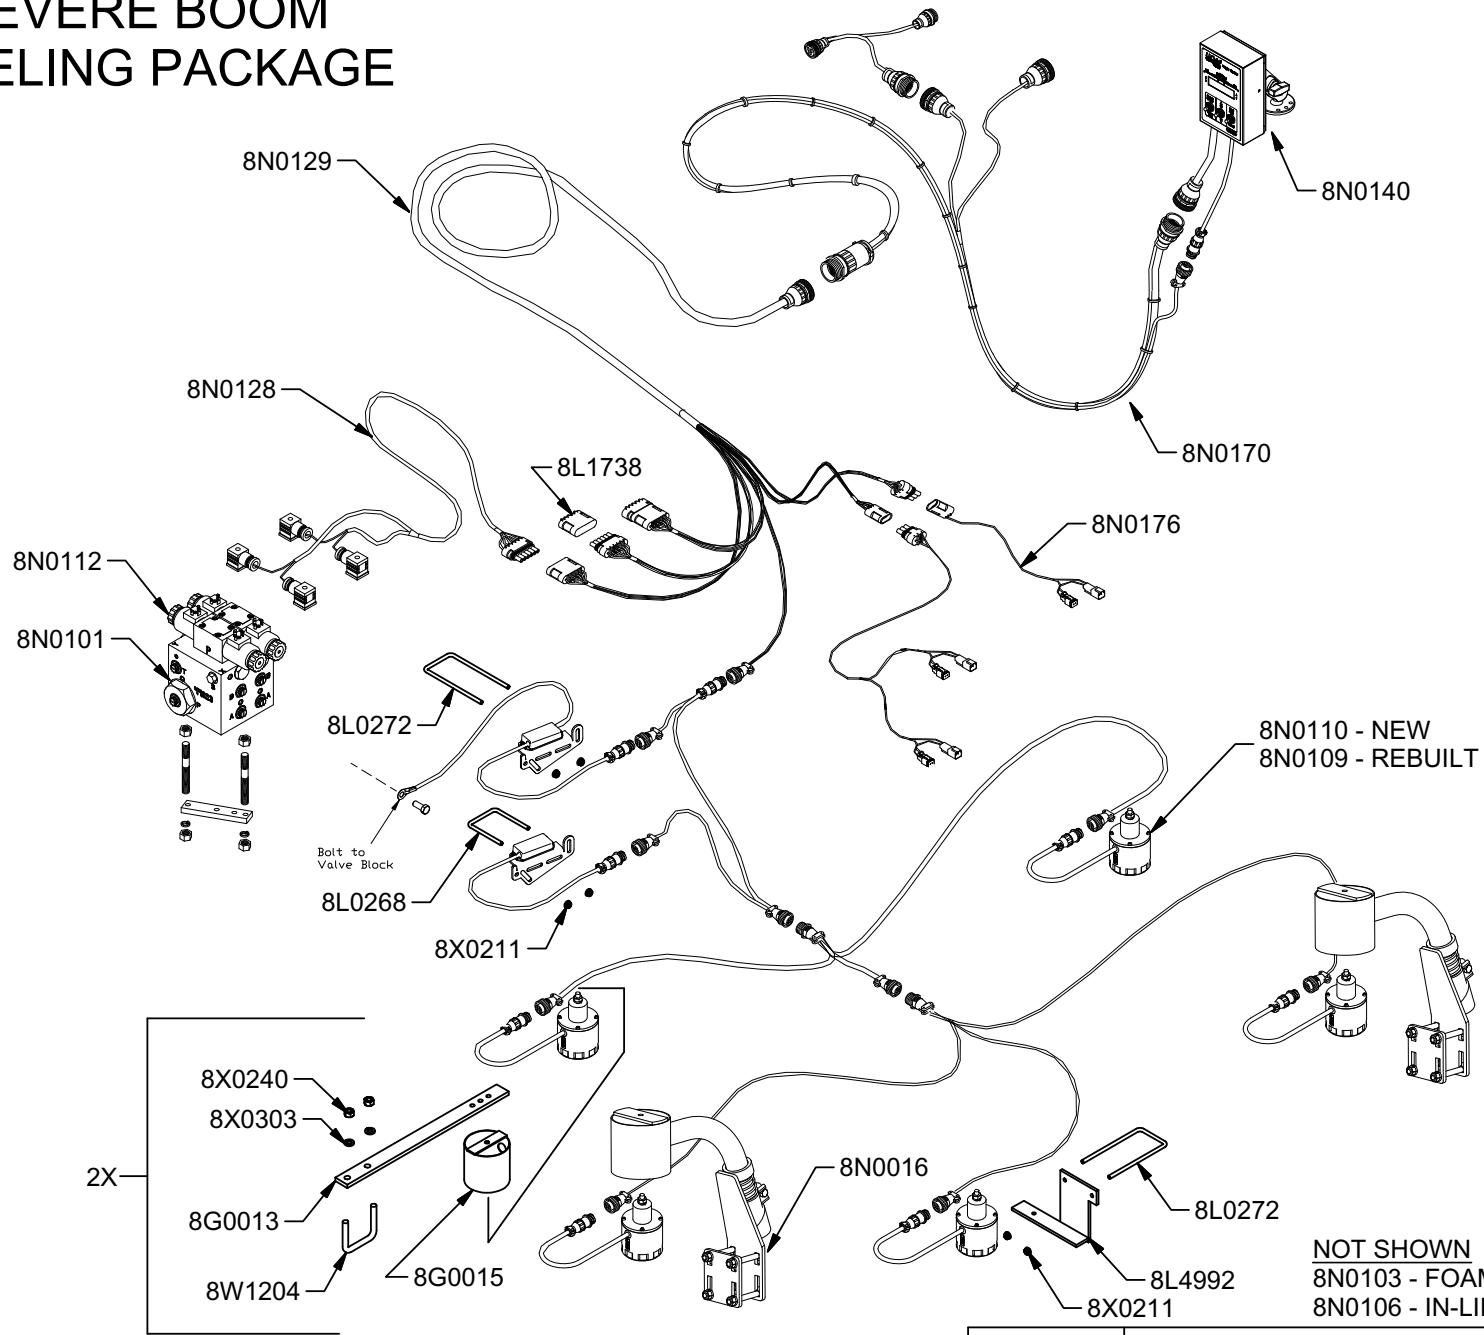 EVERE BOOM
ELING PACKAGE
8N0129
8N0140
8N0128
8L1738
8N0170
8N0176
8N0112
8N0101
P
T
A
A
8L0272
8N0110 - NEW
8N0109 - REBUILT
Bolt to
Valve Block
8L0268
8X0211
8X0240
8X0303
2X
8N0016
8G0013
8L0272
8G0015
8W1204
8L4992
8X0211
NOT SHOWN
8N0103 - FOAM
8N0106 - IN-LI